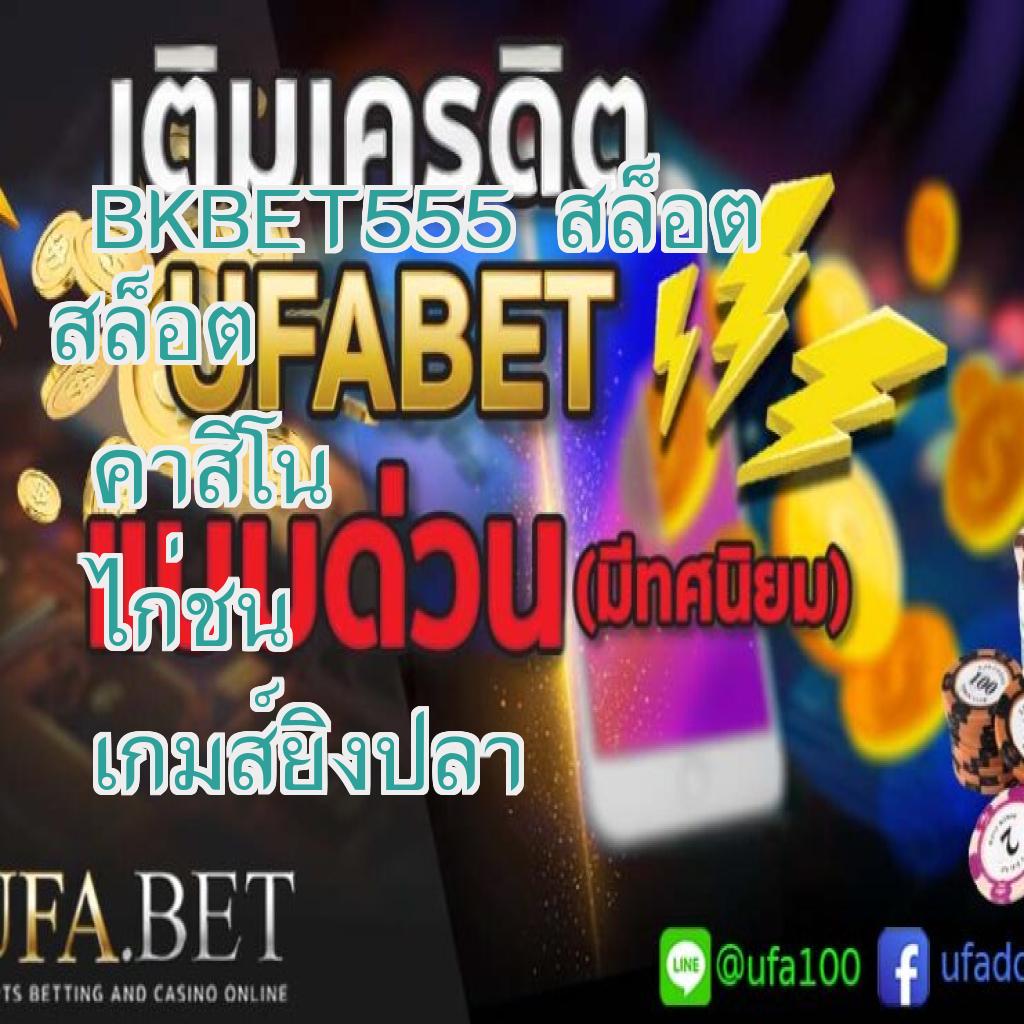 เติมเครดิต
BKBET555 สล็อต
สล็อต
UFABET
คาสิโน
แบบด่วน (มีทศนิยม)
ไก่ชน
เกมส์ยิงปลา
UFA.BET
TS BETTING AND CASINO ONLINE
LINE @ufa100
f ufado
100